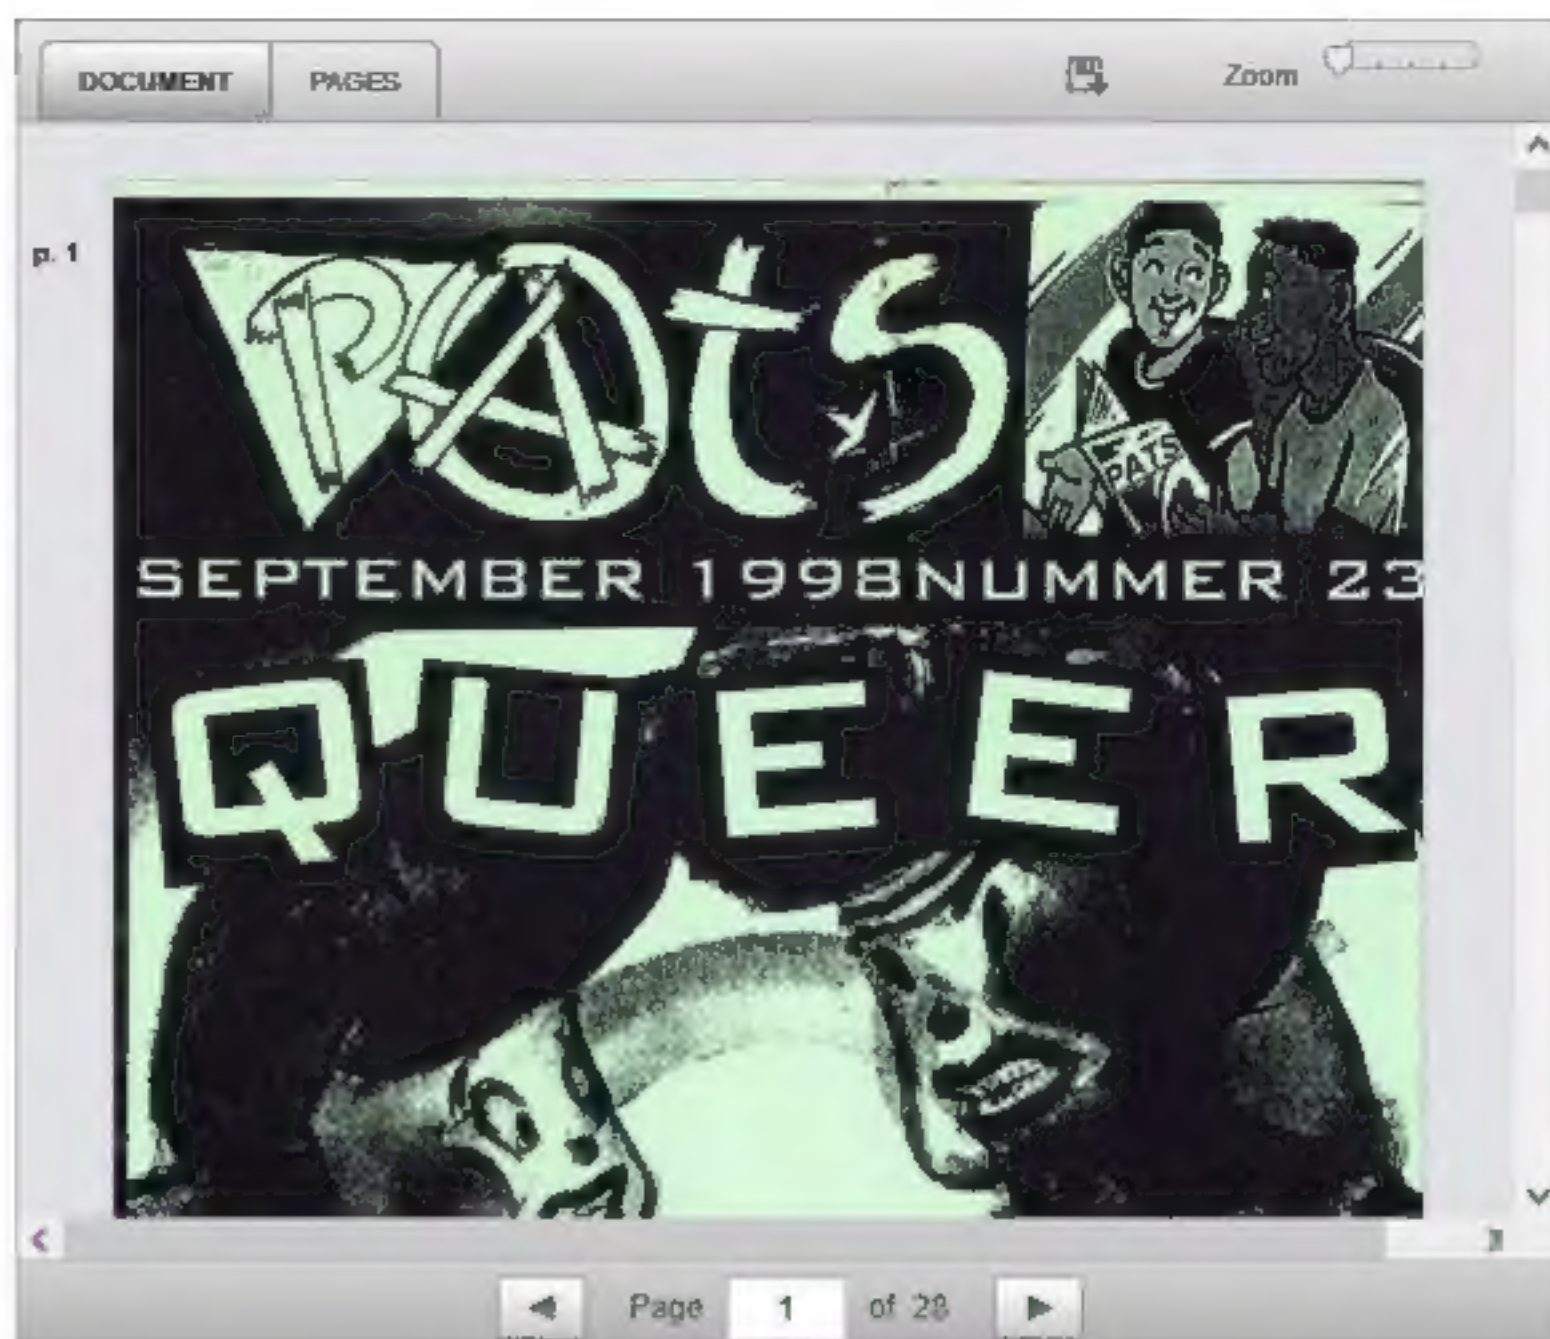 DOCUMENT PAGES Zoom
p. 1
PAtS
PATS
SEPTEMBER 1998NUMMER 23
QUEER
Page 1 of 28